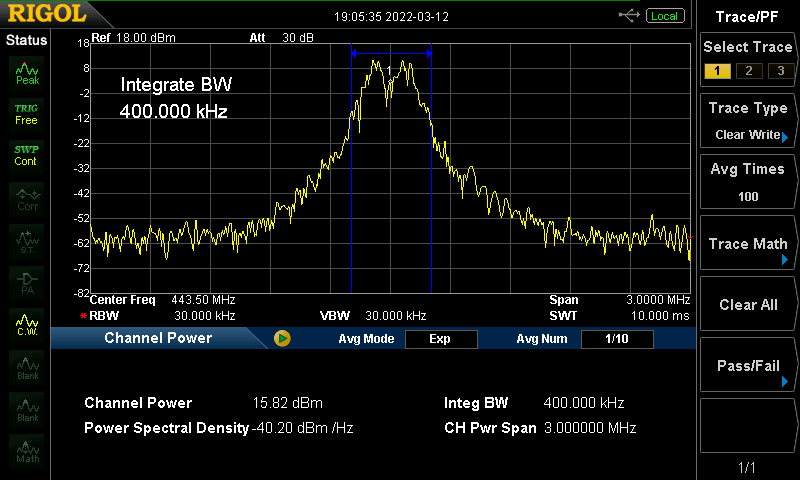 RIGOL
19:05:35 2022-03-12
Local
Status
Peak
TRIG
Free
SWP
Cont
Corr
S.T.
PA
C.W.
Blank
Blank
Math
Ref 18.00 dBm
Att 30 dB
18
8
-2
-12
-22
-32
-42
-52
-62
-72
-82
Integrate BW
400.000 kHz
1
Center Freq 443.50 MHz
Span 3.0000 MHz
*RBW 30.000 kHz
VBW 30.000 kHz
SWT 10.000 ms
Channel Power
Avg Mode Exp
Avg Num 1/10
Channel Power 15.82 dBm
Integ BW 400.000 kHz
Power Spectral Density -40.20 dBm /Hz
CH Pwr Span 3.000000 MHz
Trace/PF
Select Trace
1 2 3
Trace Type
Clear Write
Avg Times
100
Trace Math
Clear All
Pass/Fail
1/1